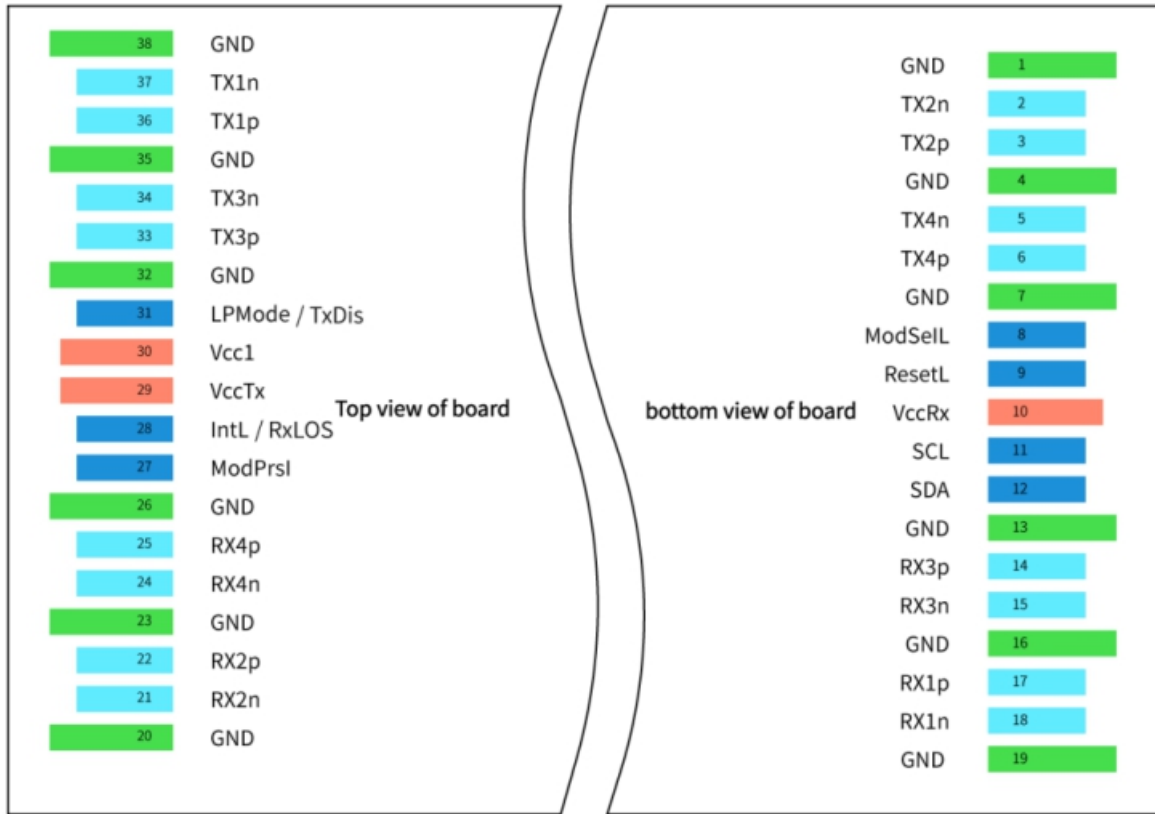 38 GND
37 TX1n
36 TX1p
35 GND
34 TX3n
33 TX3p
32 GND
31 LPMode / TxDis
30 Vcc1
29 VccTx
28 IntL / RxLOS
27 ModPrsl
26 GND
25 RX4p
24 RX4n
23 GND
22 RX2p
21 RX2n
20 GND
Top view of board
bottom view of board
GND 1
TX2n 2
TX2p 3
GND 4
TX4n 5
TX4p 6
GND 7
ModSelL 8
ResetL 9
VccRx 10
SCL 11
SDA 12
GND 13
RX3p 14
RX3n 15
GND 16
RX1p 17
RX1n 18
GND 19